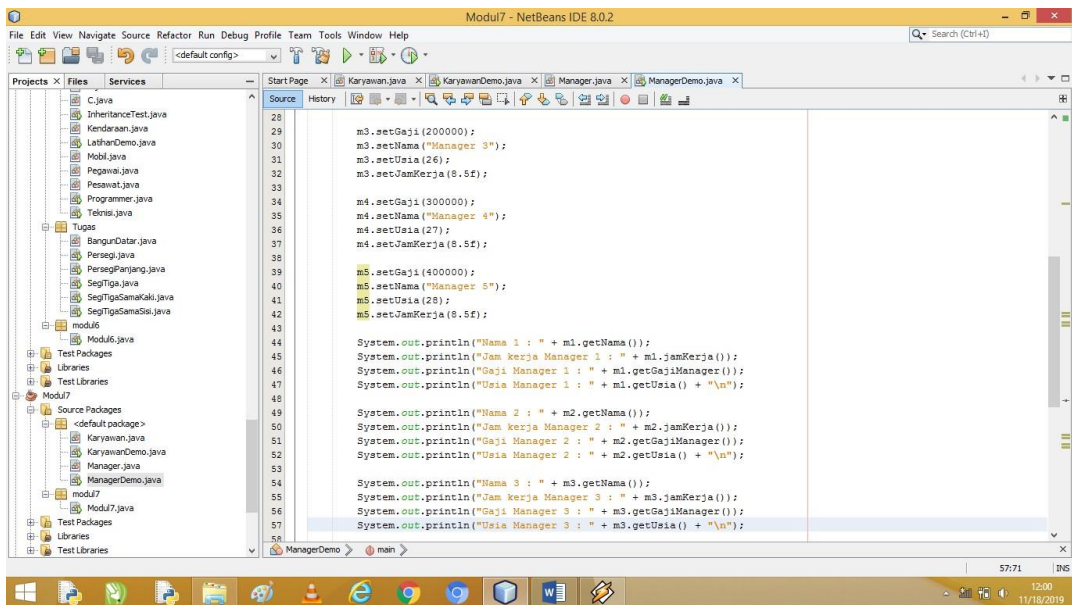 Modul7 - NetBeans IDE 8.0.2
File Edit View Navigate Source Refactor Run Debug Profile Team Tools Window Help
Search (Ctrl+I)
<default config>
Projects Files Services
Start Page Karyawan.java KaryawanDemo.java Manager.java ManagerDemo.java
Source History
C.java
InheritanceTest.java
Kendaraan.java
LatihanDemo.java
Mobil.java
Pegawai.java
Pesawat.java
Programmer.java
Teknisi.java
Tugas
BangunDatar.java
Persegi.java
PersegiPanjang.java
SegiTiga.java
SegiTigaSamaKaki.java
SegiTigaSamaSisi.java
modul6
Modul6.java
Test Packages
Libraries
Test Libraries
Modul7
Source Packages
<default package>
Karyawan.java
KaryawanDemo.java
Manager.java
ManagerDemo.java
modul7
Modul7.java
Test Packages
Libraries
Test Libraries
28
29 m3.setGaji(200000);
30 m3.setNama("Manager 3");
31 m3.setUsia(26);
32 m3.setJamKerja(8.5f);
33
34 m4.setGaji(300000);
35 m4.setNama("Manager 4");
36 m4.setUsia(27);
37 m4.setJamKerja(8.5f);
38
39 m5.setGaji(400000);
40 m5.setNama("Manager 5");
41 m5.setUsia(28);
42 m5.setJamKerja(8.5f);
43
44 System.out.println("Nama 1 : " + m1.getNama());
45 System.out.println("Jam kerja Manager 1 : " + m1.jamKerja());
46 System.out.println("Gaji Manager 1 : " + m1.getGajiManager());
47 System.out.println("Usia Manager 1 : " + m1.getUsia() + "\n");
48
49 System.out.println("Nama 2 : " + m2.getNama());
50 System.out.println("Jam kerja Manager 2 : " + m2.jamKerja());
51 System.out.println("Gaji Manager 2 : " + m2.getGajiManager());
52 System.out.println("Usia Manager 2 : " + m2.getUsia() + "\n");
53
54 System.out.println("Nama 3 : " + m3.getNama());
55 System.out.println("Jam kerja Manager 3 : " + m3.jamKerja());
56 System.out.println("Gaji Manager 3 : " + m3.getGajiManager());
57 System.out.println("Usia Manager 3 : " + m3.getUsia() + "\n");
58
ManagerDemo main
57:71 INS
12:00
11/18/2019